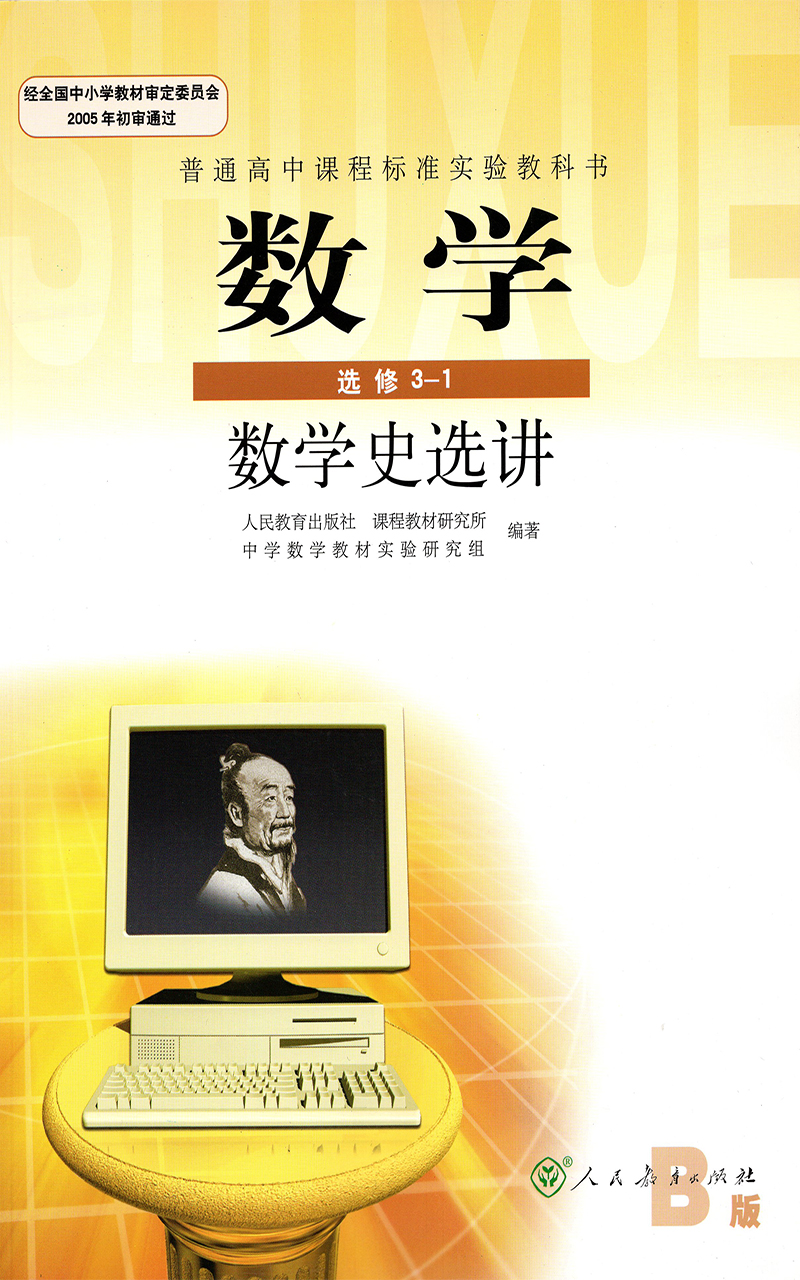 SHUXUE
经全国中小学教材审定委员会
2005年初审通过
普通高中课程标准实验教科书
数学
选修 3-1
数学史选讲
人民教育出版社 课程教材研究所
中学数学教材实验研究组
编著
人民教育出版社
B
版